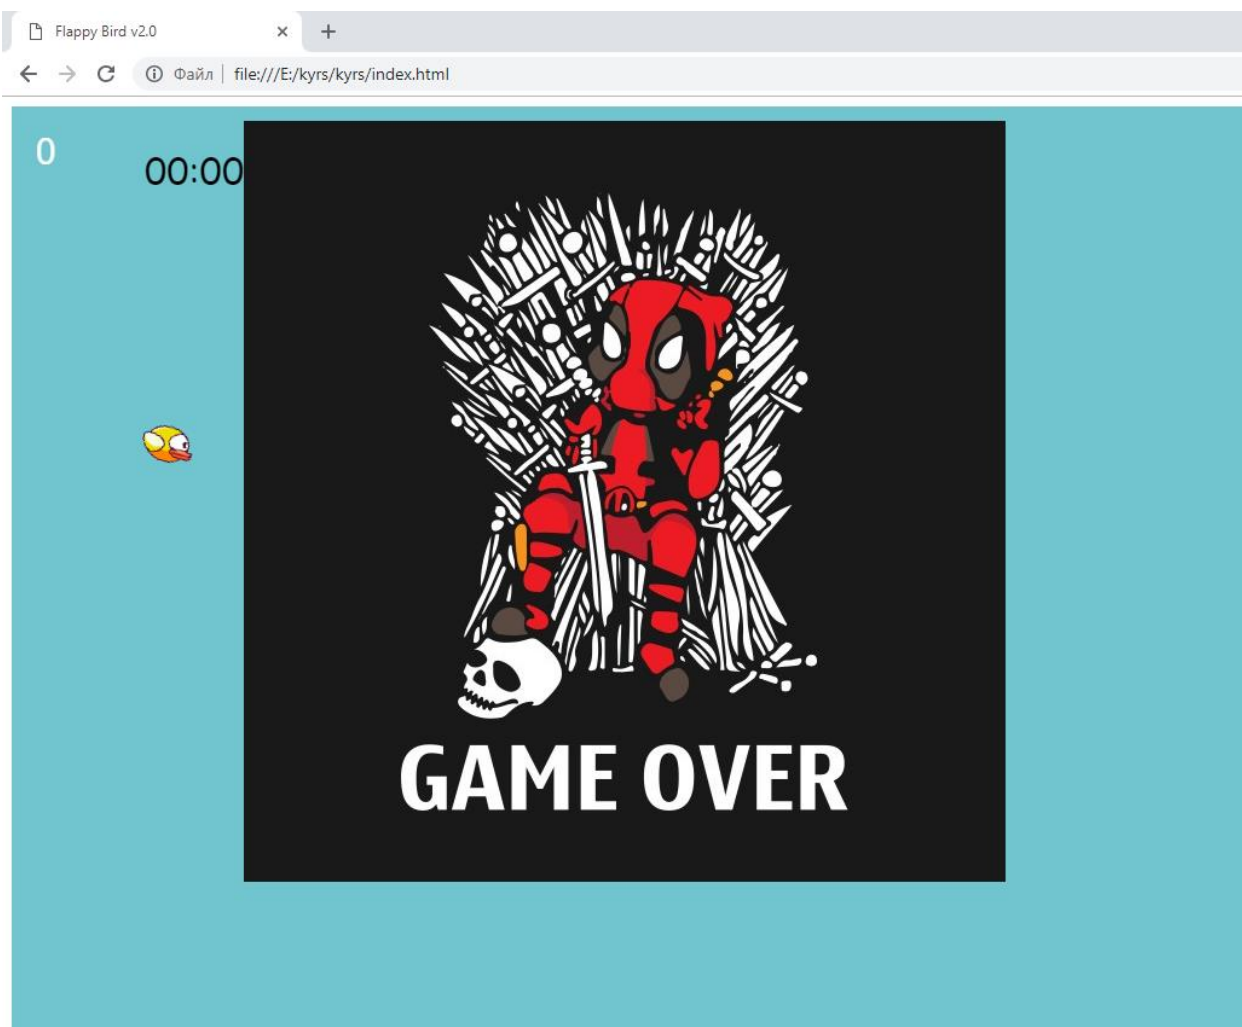 Flappy Bird v2.0
Файл file:///E:/kyrs/kyrs/index.html
0
00:00
GAME OVER